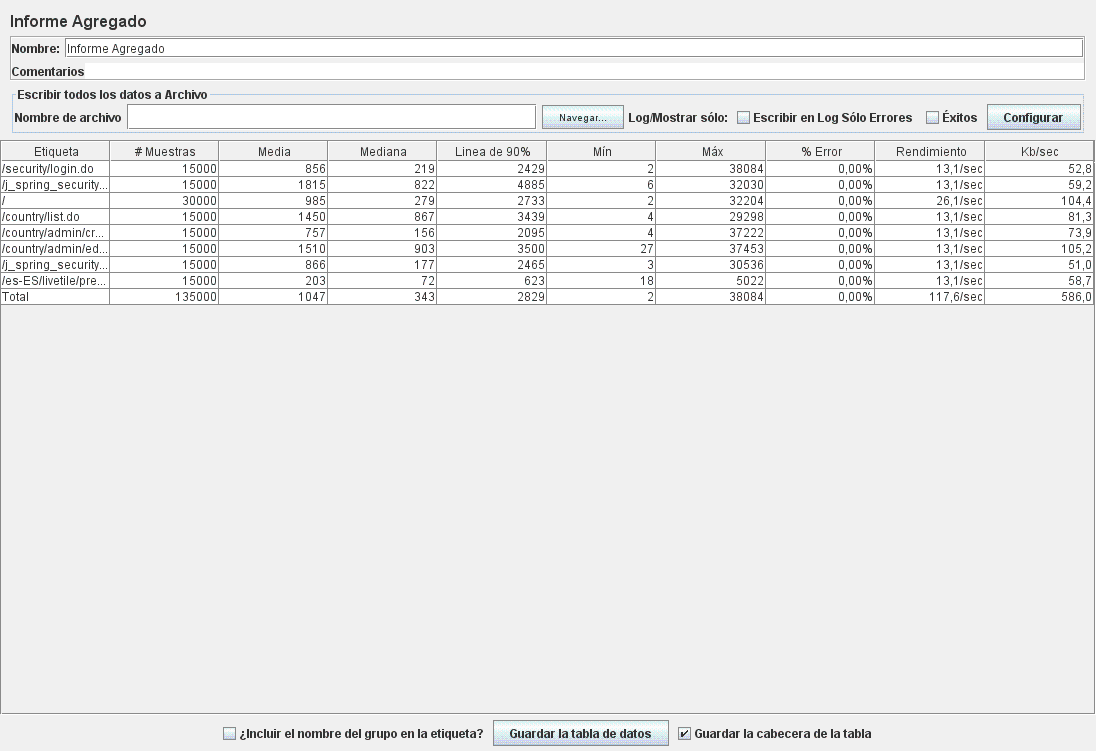 Informe Agregado
Nombre: Informe Agregado
Comentarios
Escribir todos los datos a Archivo
Nombre de archivo Navegar... Log/Mostrar sólo: Escribir en Log Sólo Errores Éxitos Configurar
Etiqueta # Muestras Media Mediana Linea de 90% Mín Máx % Error Rendimiento Kb/sec
/security/login.do 15000 856 219 2429 2 38084 0,00% 13,1/sec 52,8
/j_spring_security... 15000 1815 822 4885 6 32030 0,00% 13,1/sec 59,2
/ 30000 985 279 2733 2 32204 0,00% 26,1/sec 104,4
/country/list.do 15000 1450 867 3439 4 29298 0,00% 13,1/sec 81,3
/country/admin/cr... 15000 757 156 2095 4 37222 0,00% 13,1/sec 73,9
/country/admin/ed... 15000 1510 903 3500 27 37453 0,00% 13,1/sec 105,2
/j_spring_security... 15000 866 177 2465 3 30536 0,00% 13,1/sec 51,0
/es-ES/livetile/pre... 15000 203 72 623 18 5022 0,00% 13,1/sec 58,7
Total 135000 1047 343 2829 2 38084 0,00% 117,6/sec 586,0
¿Incluir el nombre del grupo en la etiqueta? Guardar la tabla de datos Guardar la cabecera de la tabla